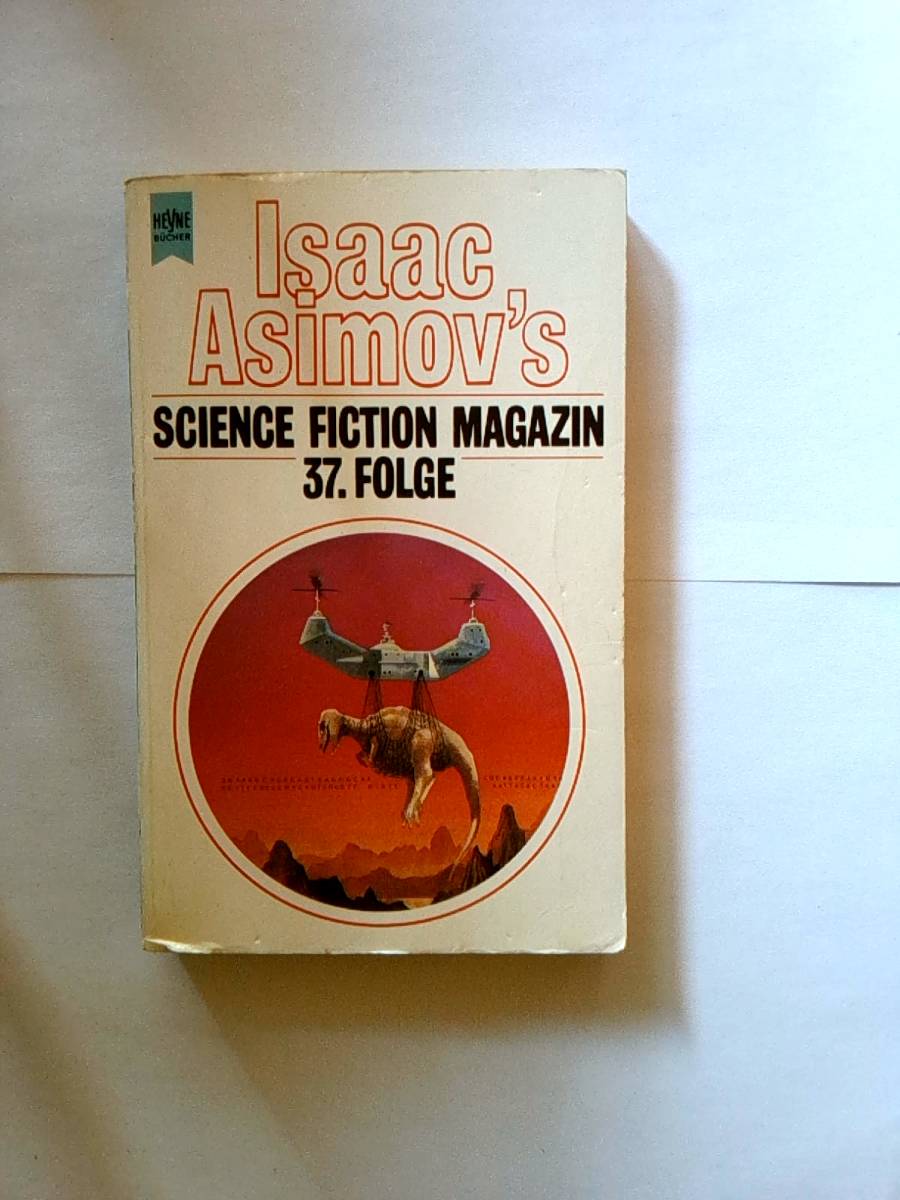 HEYNE
BÜCHER
Isaac
Asimov's
SCIENCE FICTION MAGAZIN
37. FOLGE